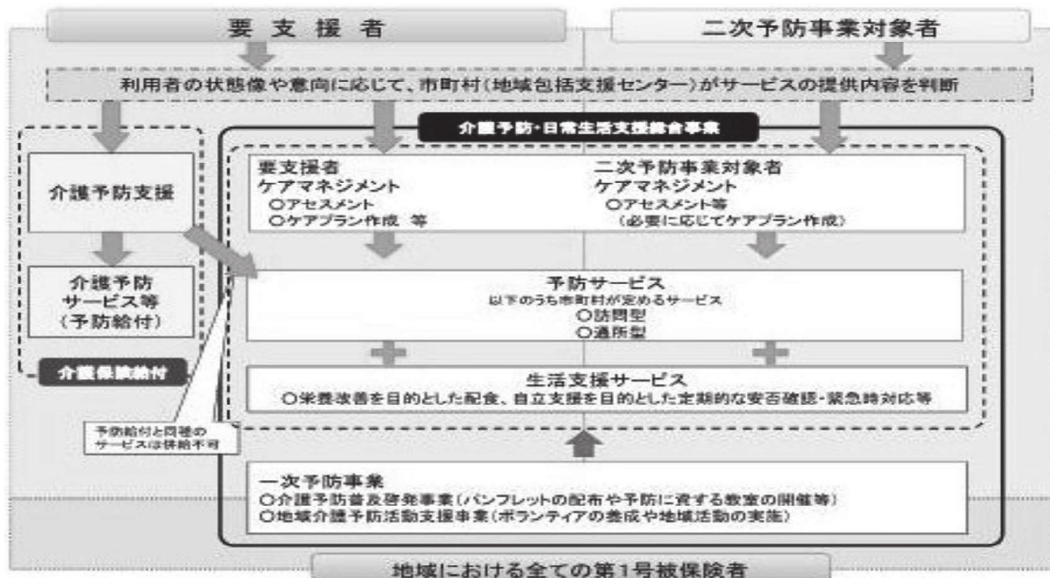 要支援者
二次予防事業対象者
利用者の状態像や意向に応じて、市町村(地域包括支援センター)がサービスの提供内容を判断
介護予防・日常生活支援総合事業
介護予防支援
介護予防
サービス等
(予防給付)
介護保険給付
予防給付と同種の
サービスは併給不可
要支援者
ケアマネジメント
○アセスメント
○ケアプラン作成 等
二次予防事業対象者
ケアマネジメント
○アセスメント等
(必要に応じてケアプラン作成)
予防サービス
以下のうち市町村が定めるサービス
○訪問型
○通所型
生活支援サービス
○栄養改善を目的とした配食、自立支援を目的とした定期的な安否確認・緊急時対応等
一次予防事業
○介護予防普及啓発事業(パンフレットの配布や予防に資する教室の開催等)
○地域介護予防活動支援事業(ボランティアの養成や地域活動の実施)
地域における全ての第1号被保険者